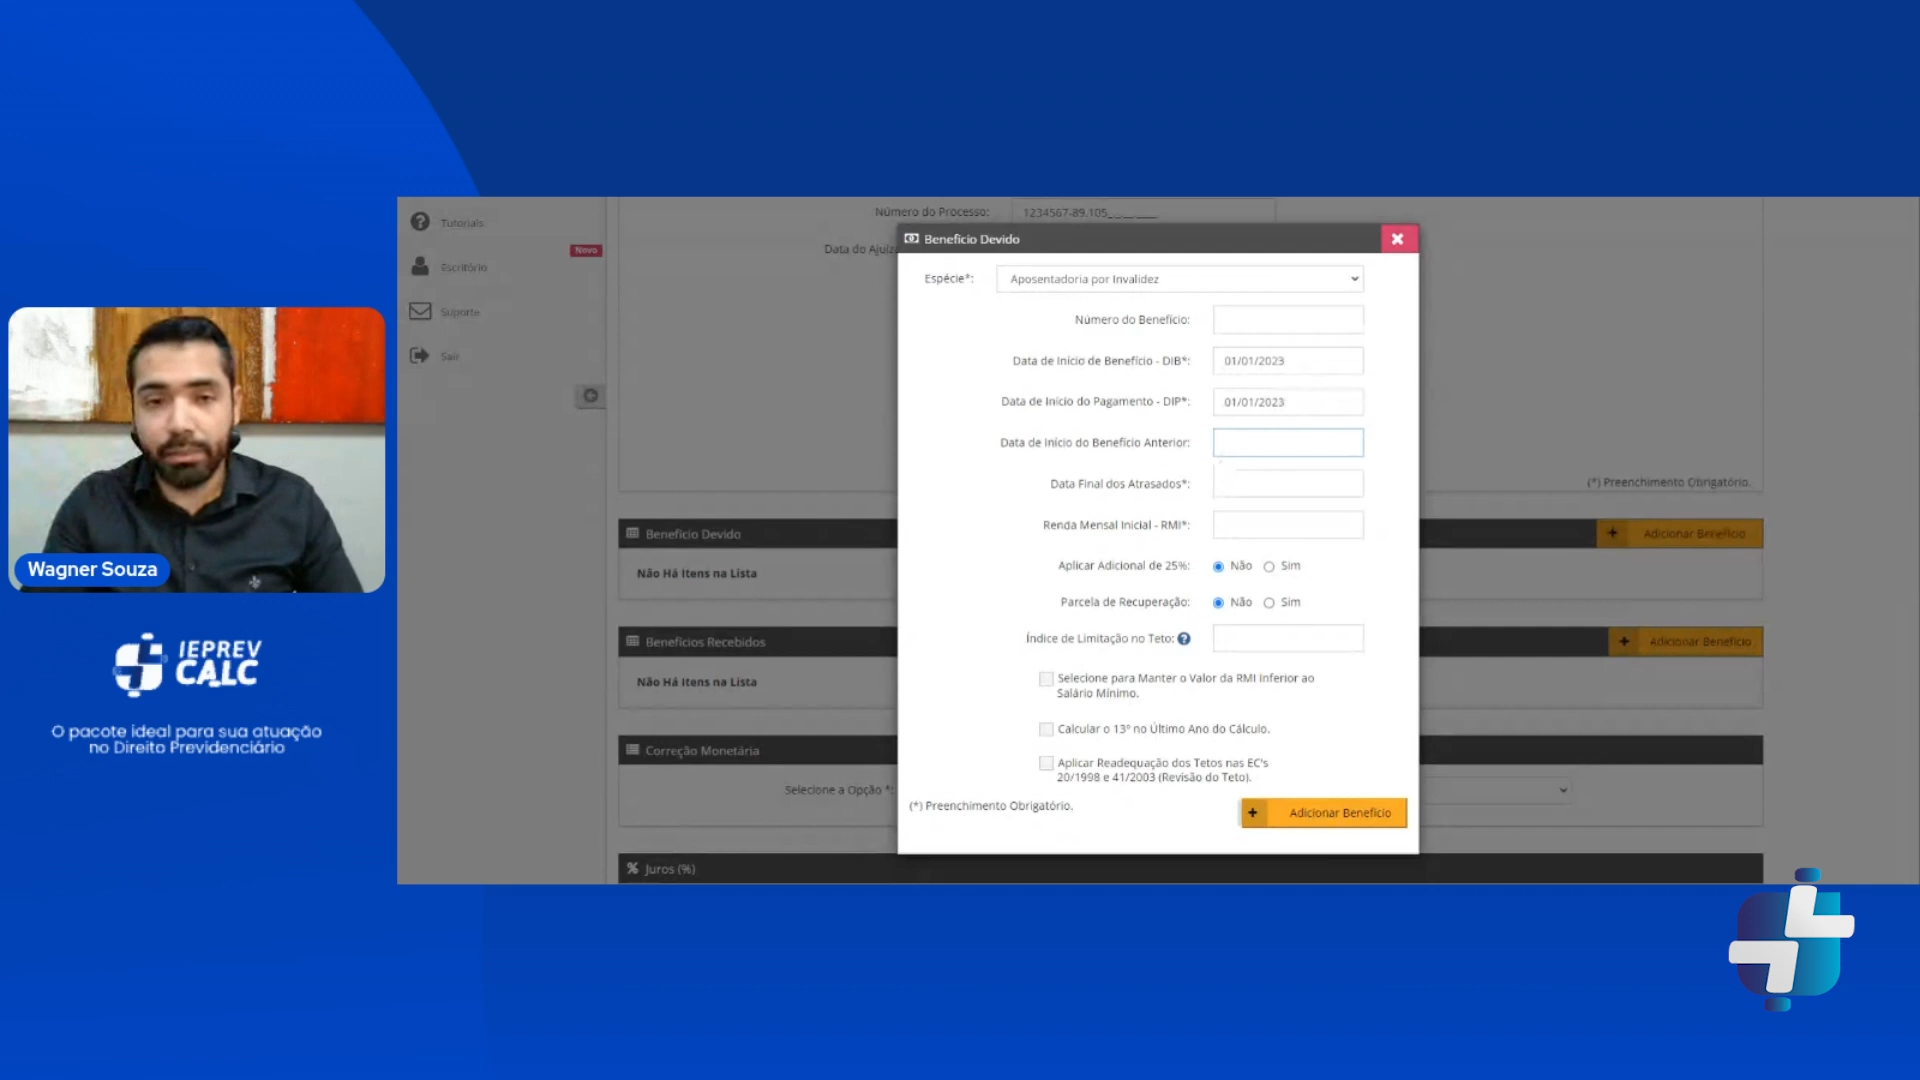 Wagner Souza
IEPREV
CALC
O pacote ideal para sua atuação
no Direito Previdenciário
Tutoriais
Novo
Escritório
Suporte
Sair
Número do Processo: 1234567-89.105_.__.____
Data do Ajuiz
(*) Preenchimento Obrigatório.
Benefício Devido
Adicionar Benefício
Não Há Itens na Lista
Benefícios Recebidos
Adicionar Benefício
Não Há Itens na Lista
Correção Monetária
Selecione a Opção *:
Juros (%)
Benefício Devido
Espécie*: Aposentadoria por Invalidez
Número do Benefício:
Data de Início de Benefício - DIB*: 01/01/2023
Data de Início do Pagamento - DIP*: 01/01/2023
Data de Início do Benefício Anterior:
Data Final dos Atrasados*:
Renda Mensal Inicial - RMI*:
Aplicar Adicional de 25%: Não Sim
Parcela de Recuperação: Não Sim
Índice de Limitação no Teto:
Selecione para Manter o Valor da RMI Inferior ao
Salário Mínimo.
Calcular o 13º no Último Ano do Cálculo.
Aplicar Readequação dos Tetos nas EC's
20/1998 e 41/2003 (Revisão do Teto).
(*) Preenchimento Obrigatório.
Adicionar Benefício